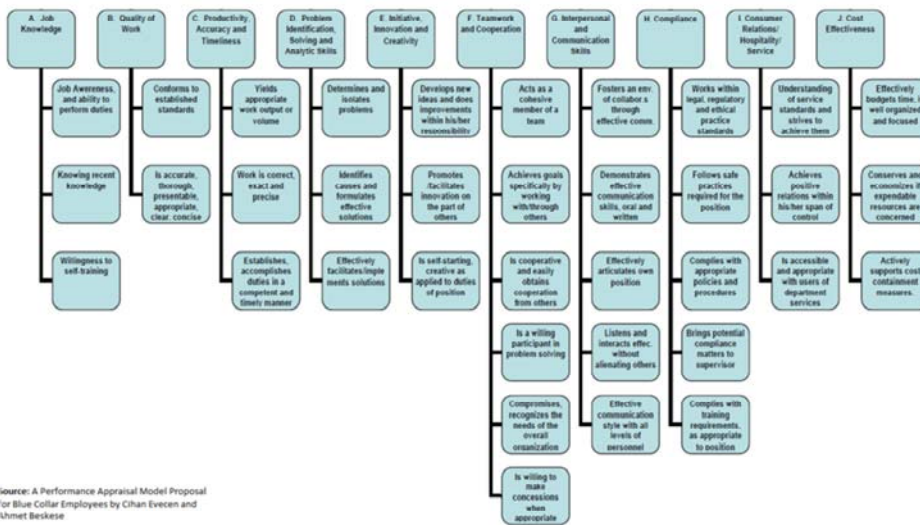 A. Job
Knowledge
Job Awereness,
and ability to
perform duties
Knowing recent
knowledge
Willingness to
self-training
B. Quality of
Work
Conforms to
established
standards
Is accurate,
thorough,
presentable,
appropriate,
clear, concise
C. Productivity,
Accuracy and
Timeliness
Yields
appropriate
work output or
volume
Work is correct,
exact and
precise
Establishes,
accomplishes
duties in a
competent and
timely manner
D. Problem
Identification,
Solving and
Analytic Skills
Determines and
isolates
problems
Identifies
causes and
formulates
effective
solutions
Effectively
facilitates/imple
ments solutions
E. Initiative,
Innovation and
Creativity
Develops new
ideas and does
improvements
within his/her
responsibility
Promotes
/facilitates
innovation on
the part of
others
Is self-starting,
creative as
applied to duties
of position
F. Teamwork
and Cooperation
Acts as a
cohesive
member of a
team
Achieves goals
specifically by
working
with/through
others
Is cooperative
and easily
obtains
cooperation
from others
Is a willing
participant in
problem solving
Compromises,
recognizes the
needs of the
overall
organization
Is willing to
make
concessions
when
appropriate
G. Interpersonal
and
Communication
Skills
Fosters an env.
of collabor.s
through
effective comm.
Demonstrates
effective
communication
skills, oral and
written
Effectively
articulates own
position
Listens and
interacts effec.
without
alienating others
Effective
communication
style with all
levels of
personnel
H. Compliance
Works within
legal, regulatory
and ethical
practice
standards
Follows safe
practices
required for the
position
Complies with
appropriate
policies and
procedures
Brings potential
compliance
matters to
supervisor
Complies with
training
requirements,
as appropriate
to position
I. Consumer
Relations/
Hospitality/
Service
Understanding
of service
standards and
strives to
achieve them
Achieves
positive
relations within
his/her span of
control
Is accessible
and appropriate
with users of
department
services
J. Cost
Effectiveness
Effectively
budgets time,
well organized
and focused
Conserves and
economizes
expendable
resources are
concerned
Actively
supports cost
containment
measures.
ource: A Performance Appraisal Model Proposal
or Blue Collar Employees by Cihan Evecen and
Ahmet Beskese